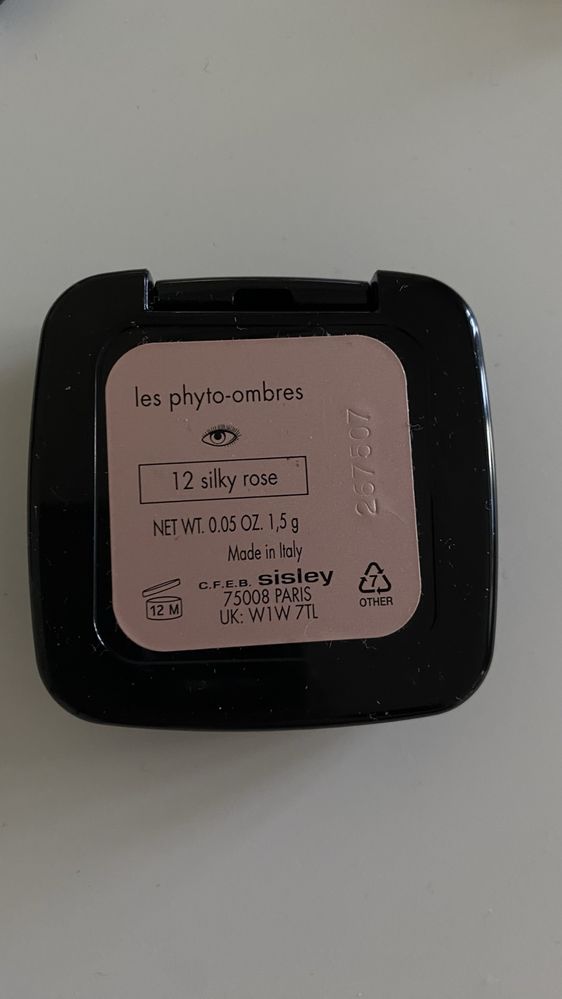 les phyto-ombres
12 silky rose
NET WT. 0.05 OZ. 1,5 g
Made in Italy
C.F.E.B. sisley
75008 PARIS
UK: W1W 7TL
12 M
7
OTHER
267507